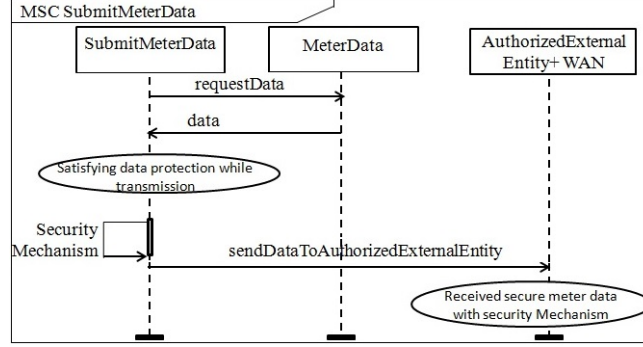 MSC SubmitMeterData
SubmitMeterData
MeterData
AuthorizedExternal
Entity+ WAN
requestData
data
Satisfying data protection while
transmission
Security
Mechanism
sendDataToAuthorizedExternalEntity
Received secure meter data
with security Mechanism